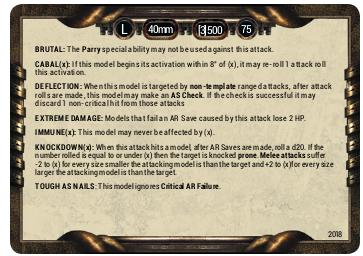 L 40mm [3]500 75
BRUTAL: The Parry special ability may not be used against this attack.
CABAL(x): If this model begins its activation within 8" of (x), it may re-roll 1 attack roll
this activation.
DEFLECTION: When this model is targeted by non-template ranged attacks, after attack
rolls are made, this model may make an AS Check. If the check is successful it may
discard 1 non-critical hit from those attacks
EXTREME DAMAGE: Models that fail an AR Save caused by this attack lose 2 HP.
IMMUNE(x): This model may never be affected by (x).
KNOCKDOWN(x): When this attack hits a model, after AR Saves are made, roll a d20. If the
number rolled is equal to or under (x) then the target is knocked prone. Melee attacks suffer
-2 to (x) for every size smaller the attacking model is than the target and +2 to (x) for every size
larger the attacking model is than the target.
TOUGH AS NAILS: This model ignores Critical AR Failure.
2018